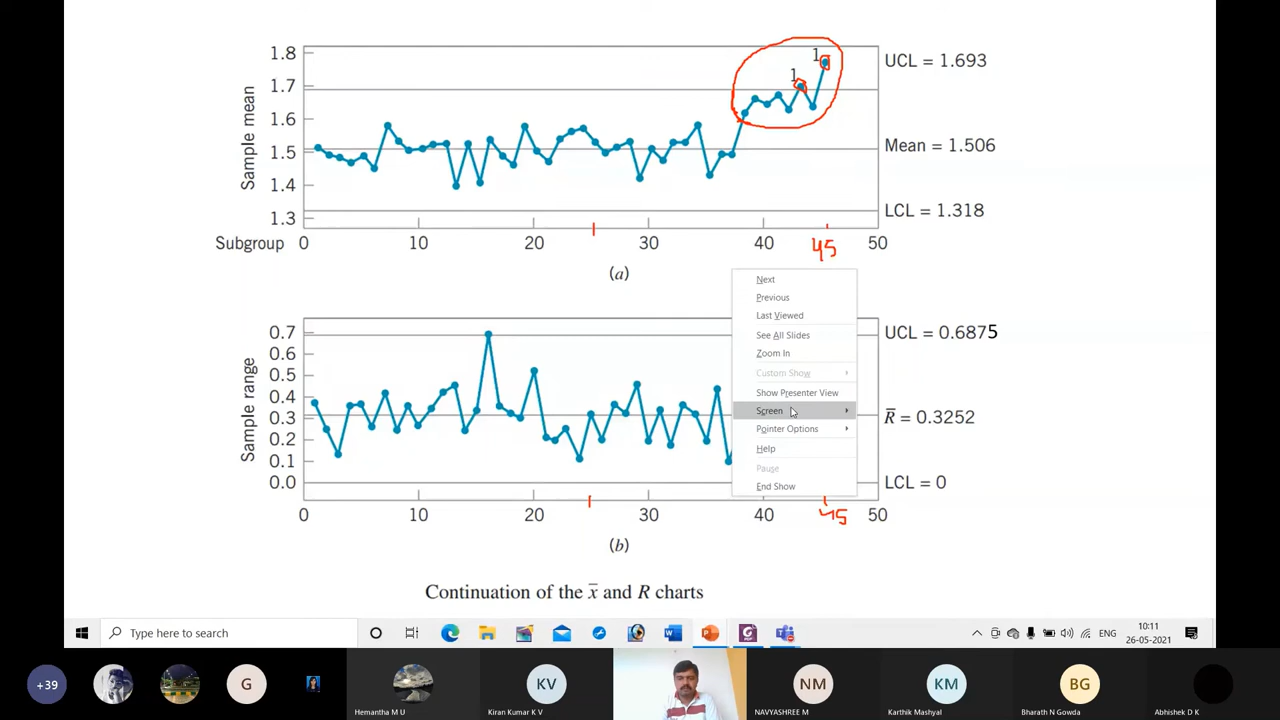 1.8
1.7
1.6
1.5
1.4
1.3
Sample mean
1
1
UCL = 1.693
Mean = 1.506
LCL = 1.318
Subgroup 0 10 20 30 40 50
45
(a)
0.7
0.6
0.5
0.4
0.3
0.2
0.1
0.0
Sample range
UCL = 0.6875
R̅ = 0.3252
LCL = 0
0 10 20 30 40 50
45
(b)
Next
Previous
Last Viewed
See All Slides
Zoom In
Custom Show
Show Presenter View
Screen
Pointer Options
Help
Pause
End Show
Continuation of the x̅ and R charts
Type here to search
ENG
10:11
26-05-2021
+39
G
KV
NM
KM
BG
Hemantha M U
Kiran Kumar K V
NAVYASHREE M
Karthik Mashyal
Bharath N Gowda
Abhishek D K